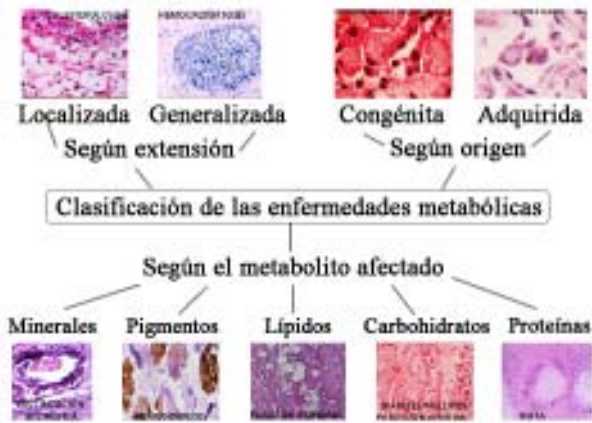 HEMOCROMATOSIS
Localizada Generalizada Congénita Adquirida
Según extensión Según origen
Clasificación de las enfermedades metabólicas
Según el metabolito afectado
Minerales Pigmentos Lípidos Carbohidratos Proteínas